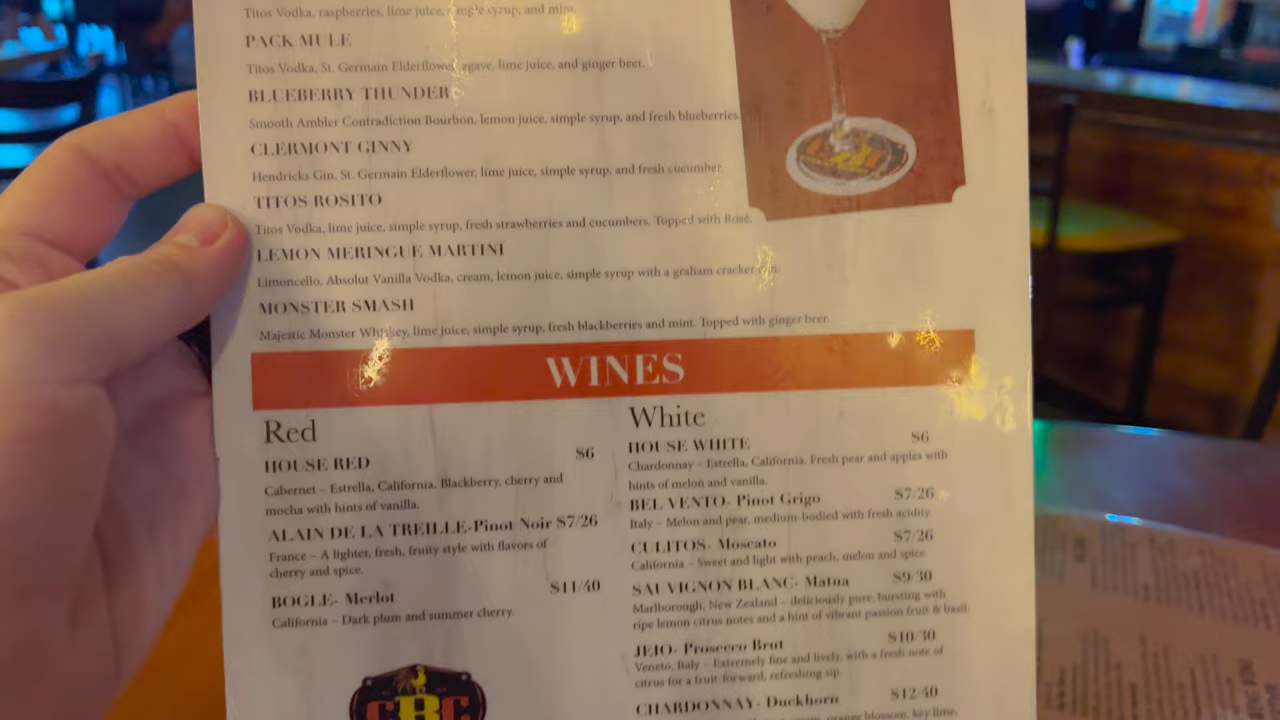 Titos Vodka, raspberries, lime juice, simple syrup, and mint.
PACK MULE
Titos Vodka, St. Germain Elderflower, agave, lime juice, and ginger beer.
BLUEBERRY THUNDER
Smooth Ambler Contradiction Bourbon, lemon juice, simple syrup, and fresh blueberries.
CLERMONT GINNY
Hendricks Gin, St. Germain Elderflower, lime juice, simple syrup, and fresh cucumber.
TITOS ROSITO
Titos Vodka, lime juice, simple syrup, fresh strawberries and cucumbers. Topped with Rosé.
LEMON MERINGUE MARTINI
Limoncello, Absolut Vanilla Vodka, cream, lemon juice, simple syrup with a graham cracker rim.
MONSTER SMASH
Majestic Monster Whiskey, lime juice, simple syrup, fresh blackberries and mint. Topped with ginger beer.
WINES
Red
HOUSE RED $6
Cabernet – Estrella, California. Blackberry, cherry and
mocha with hints of vanilla.
ALAIN DE LA TREILLE-Pinot Noir $7/26
France – A lighter, fresh, fruity style with flavors of
cherry and spice.
BOGLE- Merlot $11/40
California – Dark plum and summer cherry.
White
HOUSE WHITE $6
Chardonnay – Estrella, California. Fresh pear and apples with
hints of melon and vanilla.
BEL VENTO- Pinot Grigo $7/26
Italy – Melon and pear, medium-bodied with fresh acidity.
CULITOS- Moscato $7/26
California – Sweet and light with peach, melon and spice.
SAUVIGNON BLANC- Matua $9/30
Marlborough, New Zealand – deliciously pure, bursting with
ripe lemon citrus notes and a hint of vibrant passion fruit & basil.
JEIO- Prosecco Brut $10/30
Veneto, Italy – Extremely fine and lively, with a fresh note of
citrus for a fruit-forward, refreshing sip.
CHARDONNAY- Duckhorn $12/40
orange blossom, key lime,
CBC